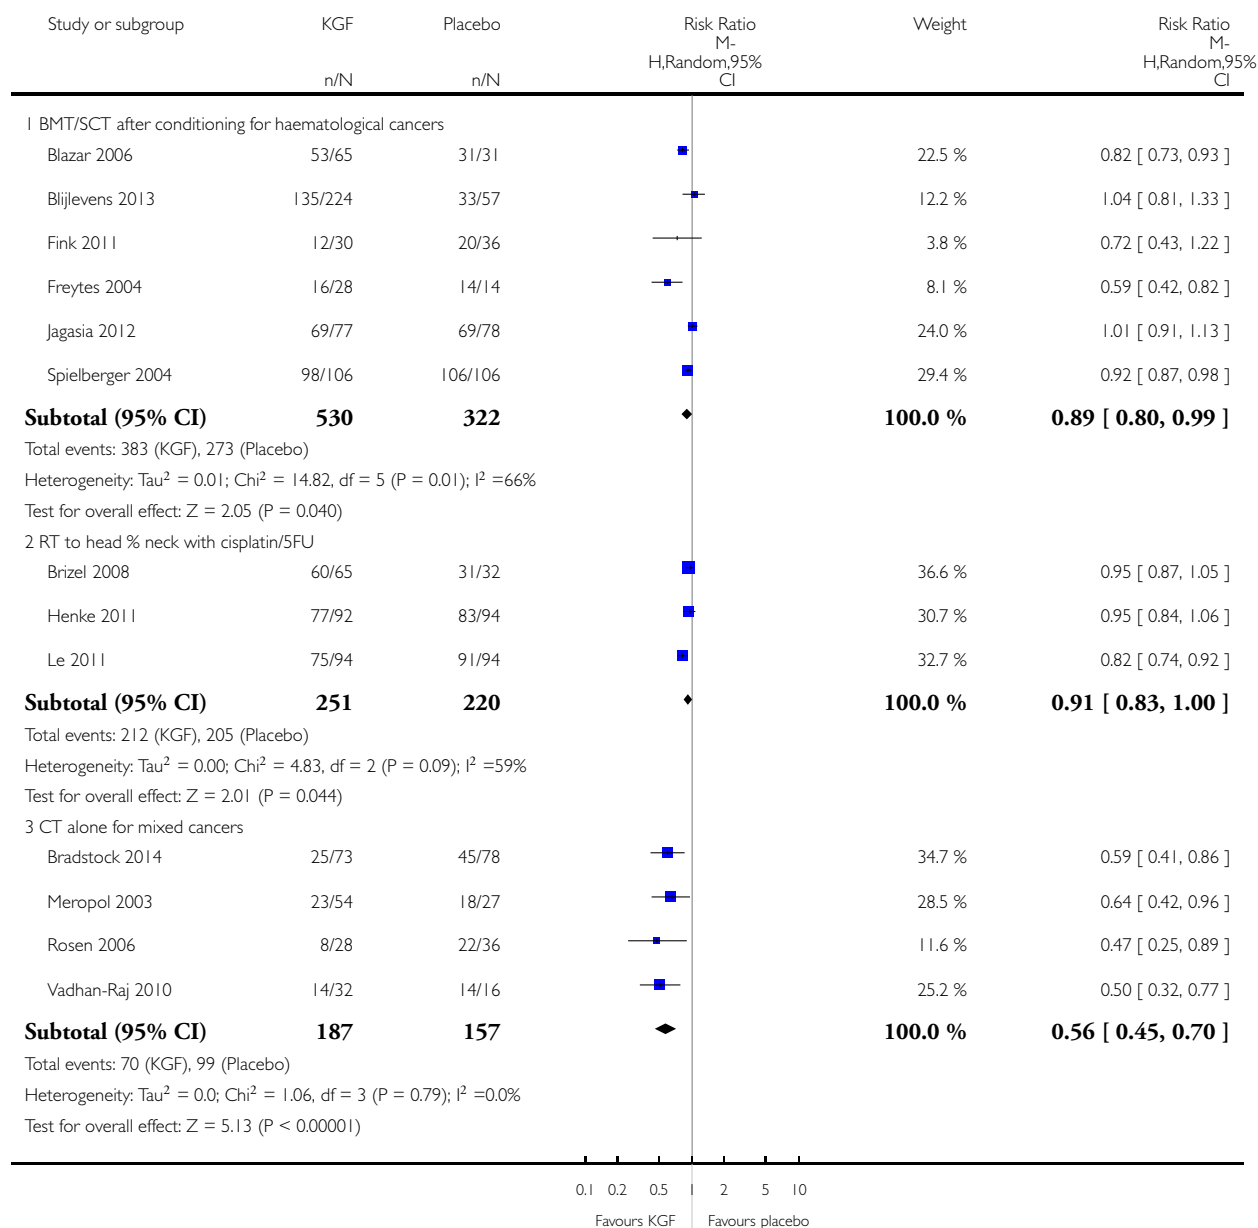 Study or subgroup KGF Placebo Risk Ratio Weight Risk Ratio
M- M-
H,Random,95% H,Random,95%
n/N n/N CI CI
1 BMT/SCT after conditioning for haematological cancers
Blazar 2006 53/65 31/31 22.5 % 0.82 [ 0.73, 0.93 ]
Blijlevens 2013 135/224 33/57 12.2 % 1.04 [ 0.81, 1.33 ]
Fink 2011 12/30 20/36 3.8 % 0.72 [ 0.43, 1.22 ]
Freytes 2004 16/28 14/14 8.1 % 0.59 [ 0.42, 0.82 ]
Jagasia 2012 69/77 69/78 24.0 % 1.01 [ 0.91, 1.13 ]
Spielberger 2004 98/106 106/106 29.4 % 0.92 [ 0.87, 0.98 ]
Subtotal (95% CI) 530 322 100.0 % 0.89 [ 0.80, 0.99 ]
Total events: 383 (KGF), 273 (Placebo)
Heterogeneity: Tau² = 0.01; Chi² = 14.82, df = 5 (P = 0.01); I² =66%
Test for overall effect: Z = 2.05 (P = 0.040)
2 RT to head % neck with cisplatin/5FU
Brizel 2008 60/65 31/32 36.6 % 0.95 [ 0.87, 1.05 ]
Henke 2011 77/92 83/94 30.7 % 0.95 [ 0.84, 1.06 ]
Le 2011 75/94 91/94 32.7 % 0.82 [ 0.74, 0.92 ]
Subtotal (95% CI) 251 220 100.0 % 0.91 [ 0.83, 1.00 ]
Total events: 212 (KGF), 205 (Placebo)
Heterogeneity: Tau² = 0.00; Chi² = 4.83, df = 2 (P = 0.09); I² =59%
Test for overall effect: Z = 2.01 (P = 0.044)
3 CT alone for mixed cancers
Bradstock 2014 25/73 45/78 34.7 % 0.59 [ 0.41, 0.86 ]
Meropol 2003 23/54 18/27 28.5 % 0.64 [ 0.42, 0.96 ]
Rosen 2006 8/28 22/36 11.6 % 0.47 [ 0.25, 0.89 ]
Vadhan-Raj 2010 14/32 14/16 25.2 % 0.50 [ 0.32, 0.77 ]
Subtotal (95% CI) 187 157 100.0 % 0.56 [ 0.45, 0.70 ]
Total events: 70 (KGF), 99 (Placebo)
Heterogeneity: Tau² = 0.0; Chi² = 1.06, df = 3 (P = 0.79); I² =0.0%
Test for overall effect: Z = 5.13 (P < 0.00001)
0.1 0.2 0.5 1 2 5 10
Favours KGF Favours placebo